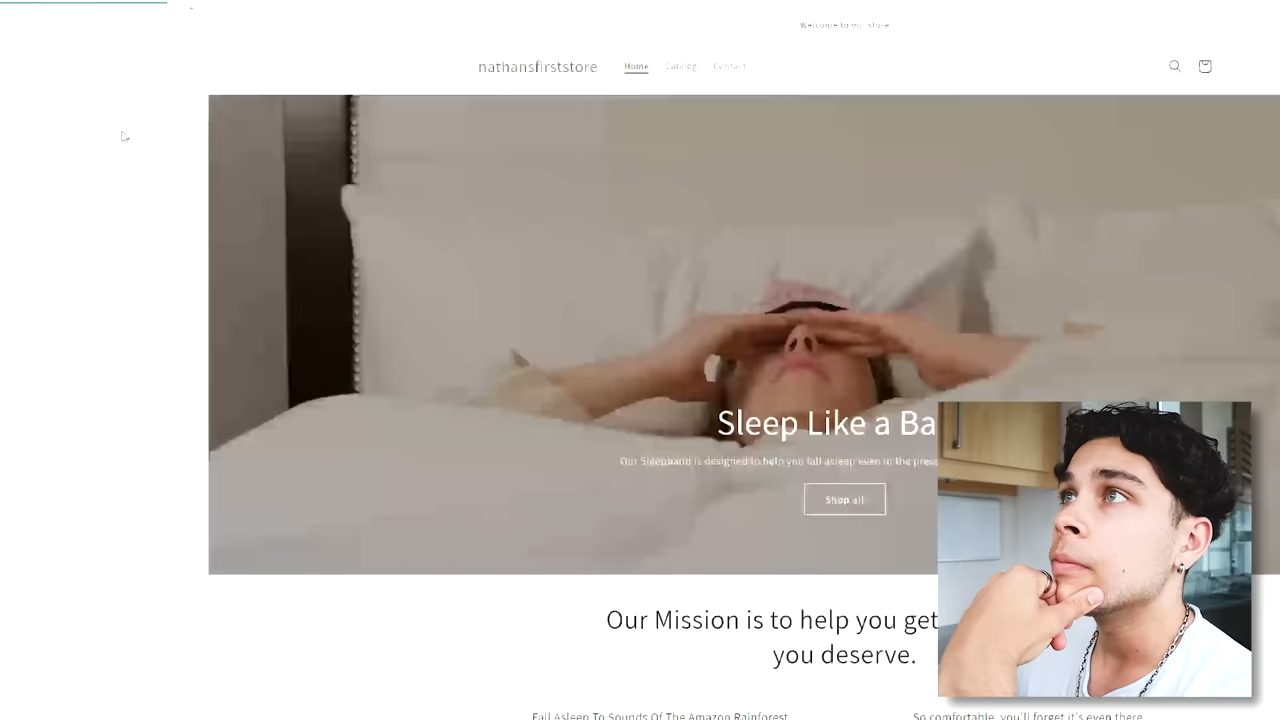 Welcome to our store
nathansfirststore
Home Catalog Contact
Sleep Like a Ba
Our Sleepband is designed to help you fall asleep even in the
Shop all
Our Mission is to help you get
you deserve.
Fall Asleep To Sounds Of The Amazon Rainforest
So comfortable, you'll forget it's even there